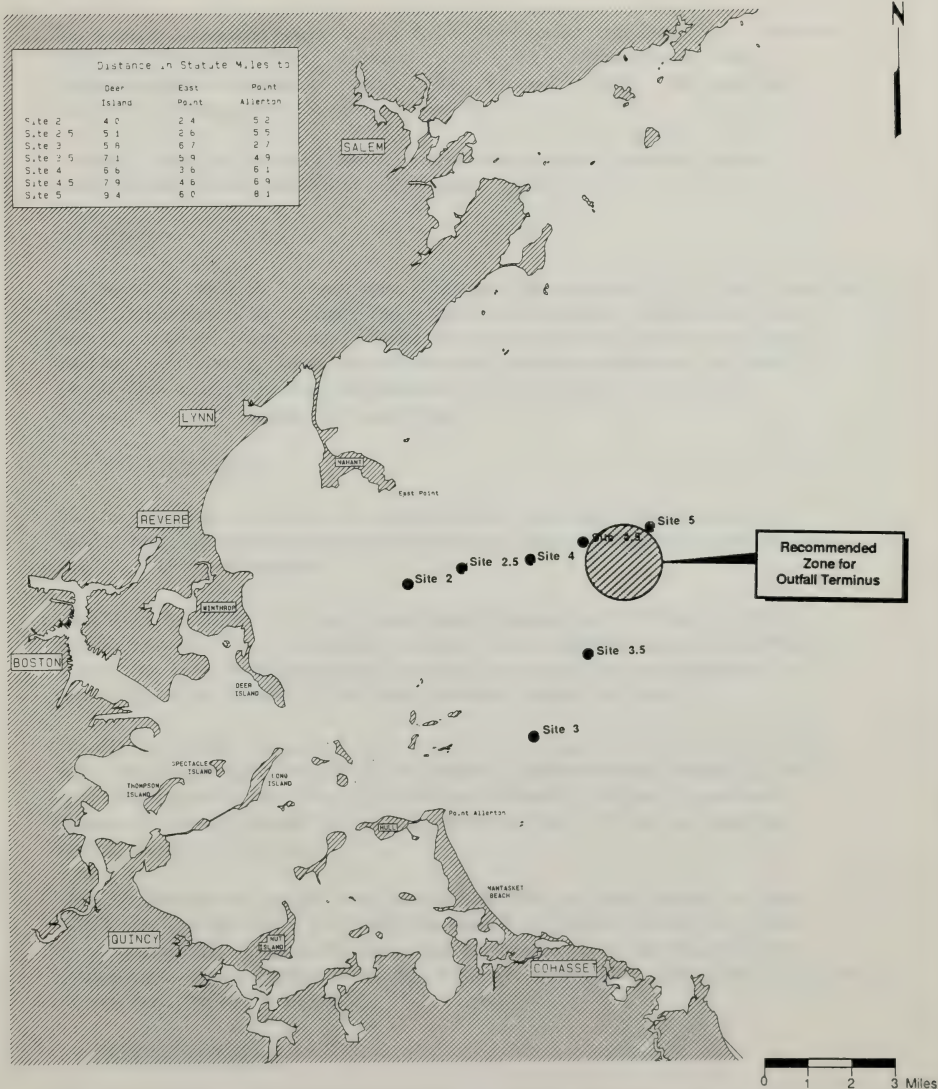 N
Distance in Statute Miles to
Deer East Point
Island Point Allerton
Site 2 4.0 2.4 5.2
Site 2.5 5.1 2.6 5.5
Site 3 5.8 6.7 2.7
Site 3.5 7.1 5.9 4.9
Site 4 6.6 3.6 6.1
Site 4.5 7.9 4.6 6.9
Site 5 9.4 6.0 8.1
SALEM
LYNN
NAHANT
East Point
REVERE
Site 5
Site 4.5
Site 4
Site 2.5
Site 2
Recommended
Zone for
Outfall Terminus
WINTHROP
Site 3.5
BOSTON
DEER
ISLAND
Site 3
SPECTACLE
ISLAND
LONG
ISLAND
THOMPSON
ISLAND
Point Allerton
HULL
NANTASKET
BEACH
QUINCY
NUT
ISLAND
COHASSET
0 1 2 3 Miles